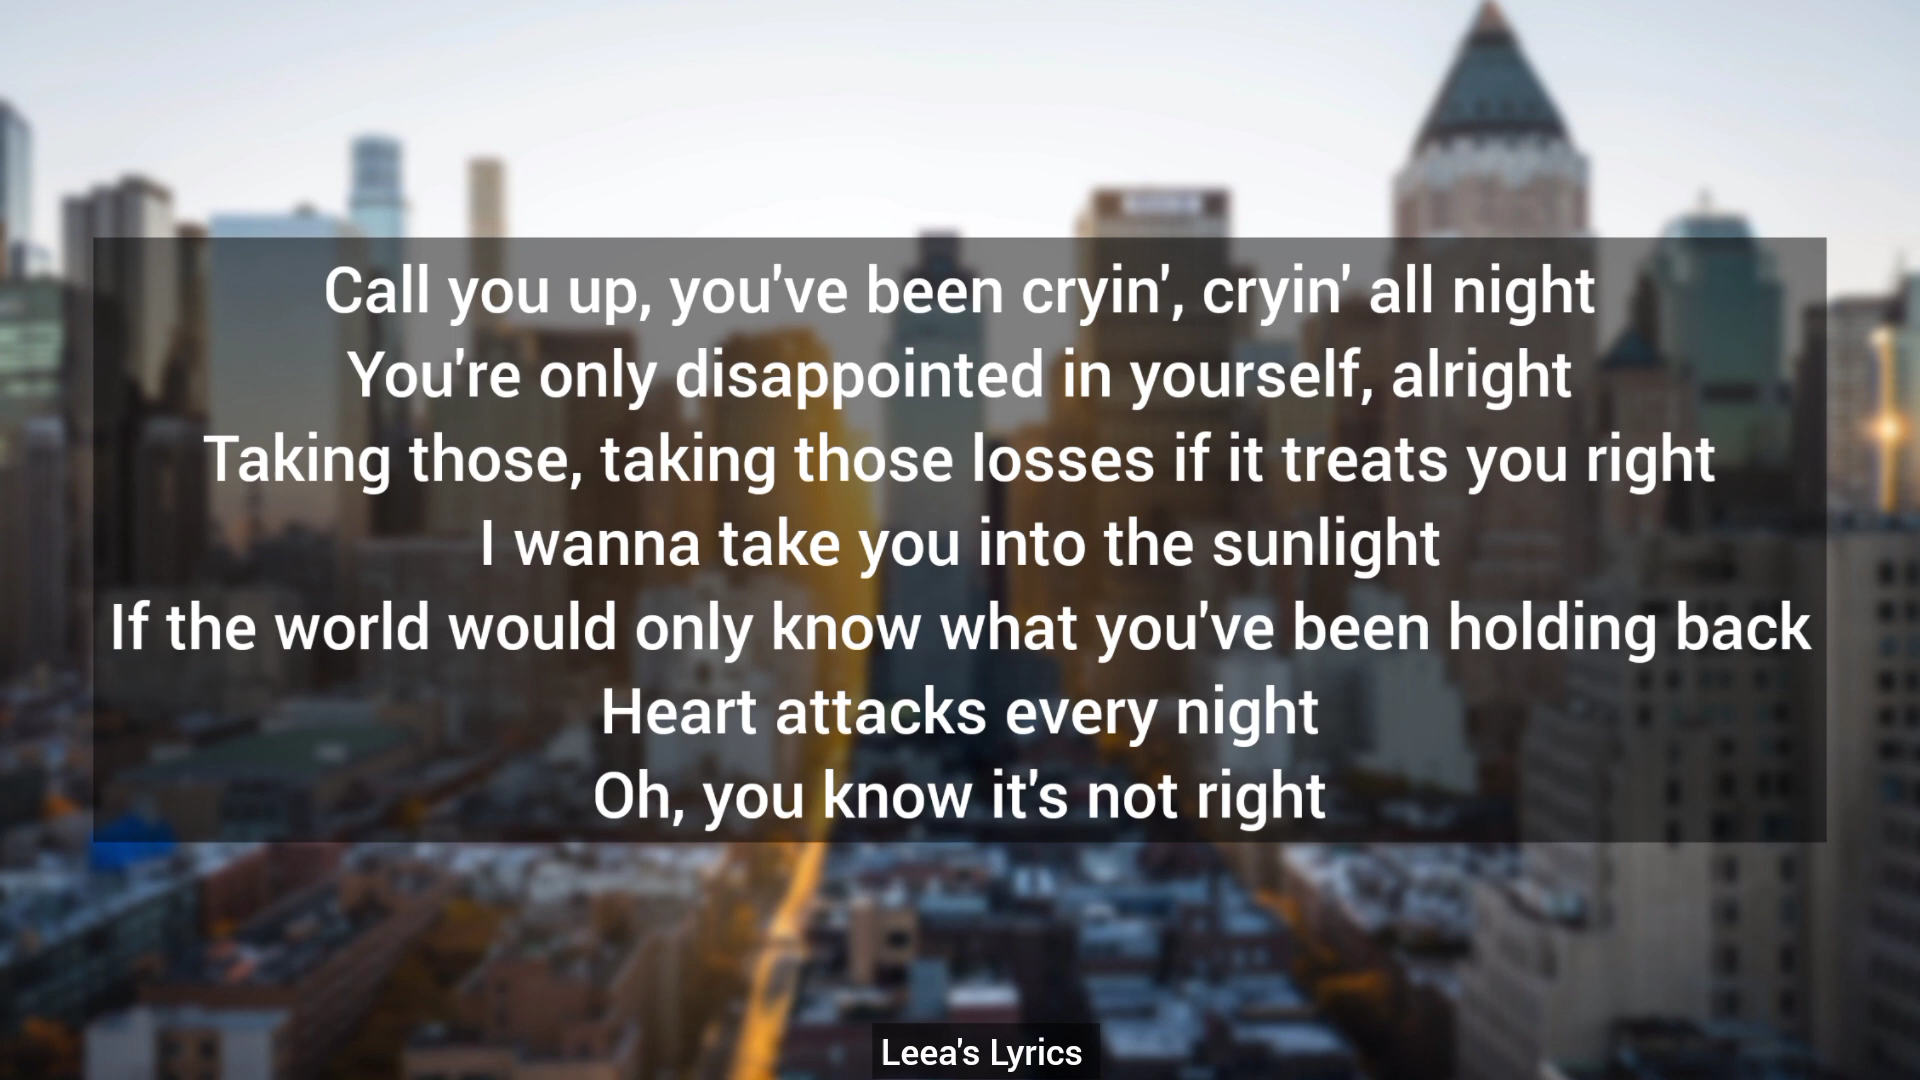 Call you up, you've been cryin', cryin' all night
You're only disappointed in yourself, alright
Taking those, taking those losses if it treats you right
I wanna take you into the sunlight
If the world would only know what you've been holding back
Heart attacks every night
Oh, you know it's not right
Leea's Lyrics